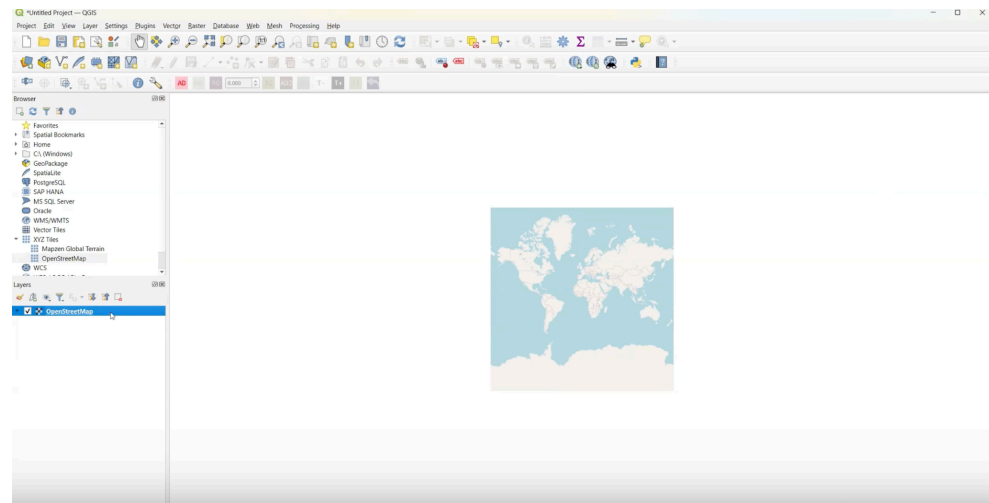 *Untitled Project — QGIS
Project Edit View Layer Settings Plugins Vector Raster Database Web Mesh Processing Help
Browser
Favorites
Spatial Bookmarks
Home
C:\ (Windows)
GeoPackage
SpatiaLite
PostgreSQL
SAP HANA
MS SQL Server
Oracle
WMS/WMTS
Vector Tiles
XYZ Tiles
Mapzen Global Terrain
OpenStreetMap
WCS
Layers
OpenStreetMap